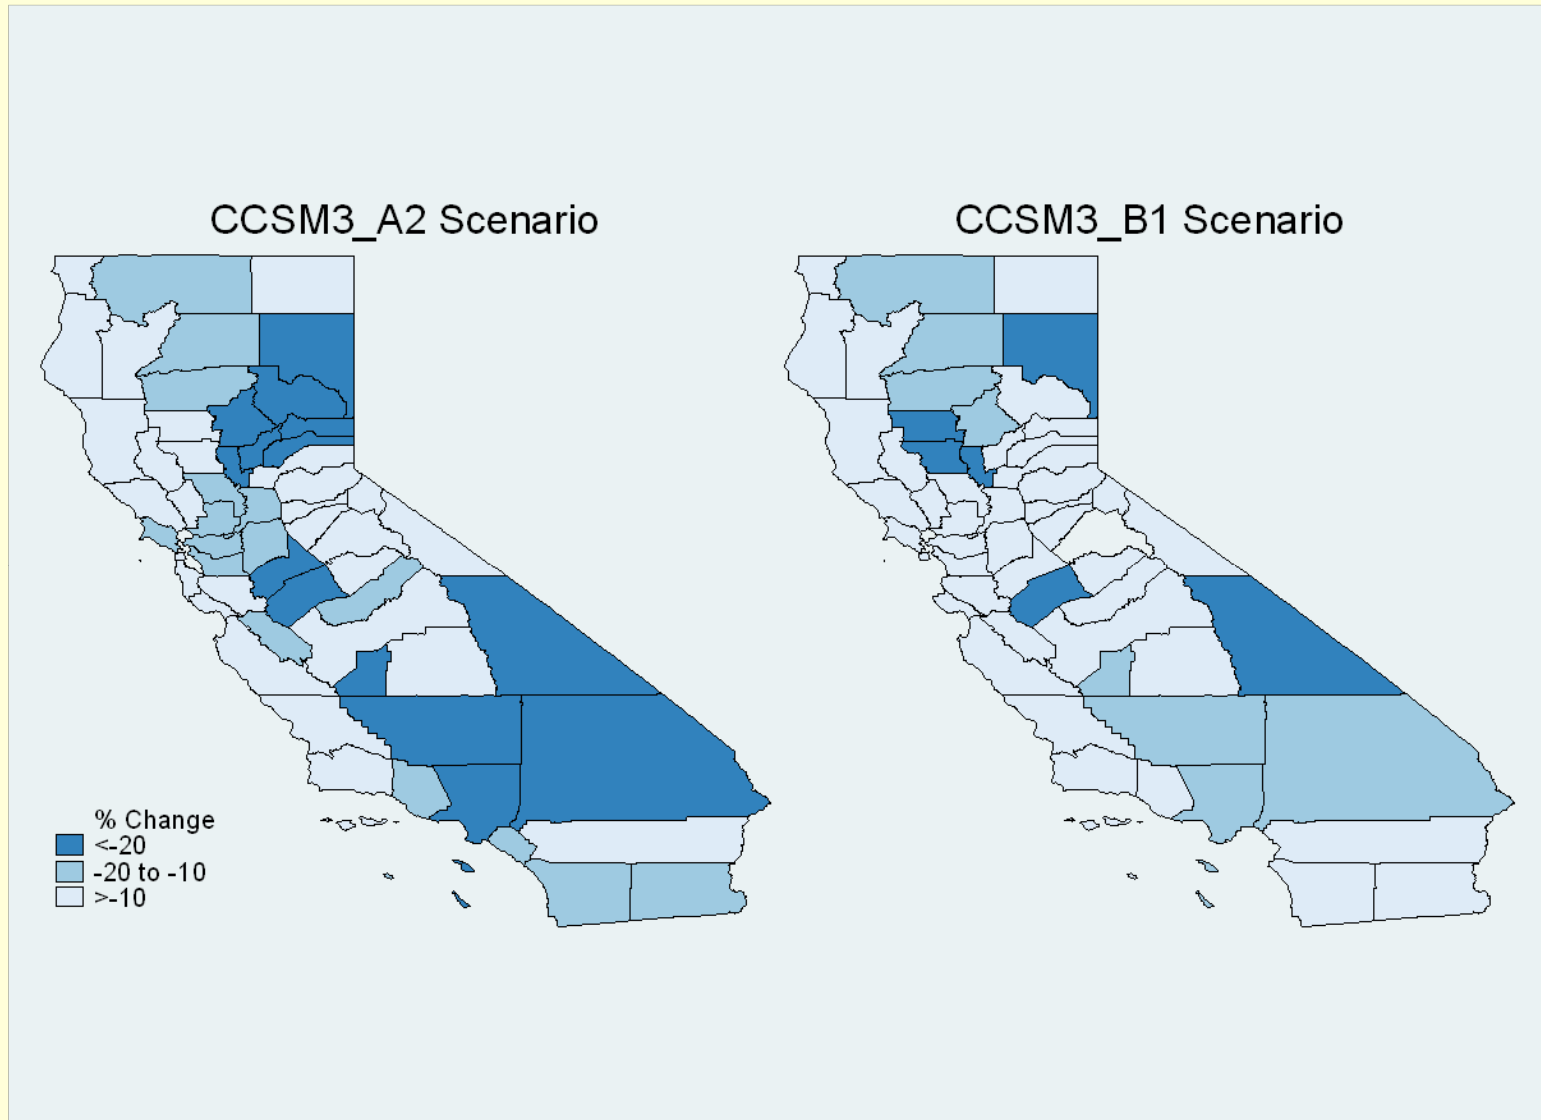 CCSM3_A2 Scenario
CCSM3_B1 Scenario
% Change
<-20
-20 to -10
>-10